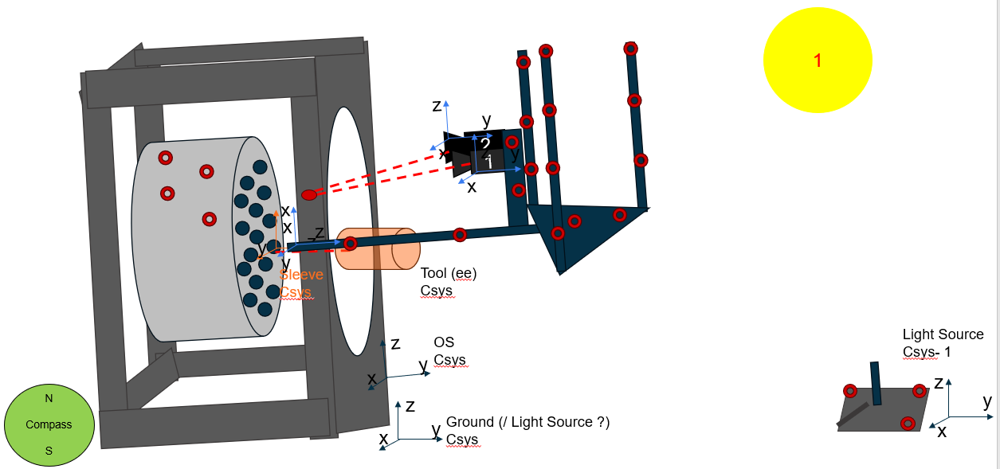 1
z
y
2
x
1
y
x
x
x
z
y
y
Sleeve
Csys
Tool (ee)
Csys
OS
Csys
z
y
x
Light Source
Csys- 1
z
y
x
N
Compass
S
z
y
x
Ground (/ Light Source ?)
Csys